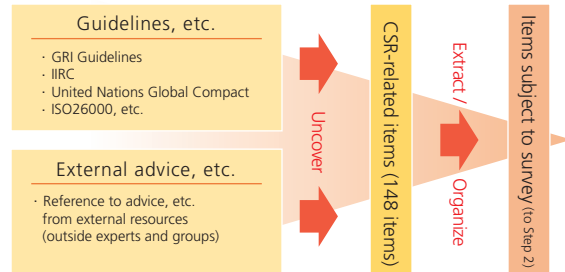 Guidelines, etc.
· GRI Guidelines
· IIRC
· United Nations Global Compact
· ISO26000, etc.
External advice, etc.
· Reference to advice, etc.
from external resources
(outside experts and groups)
Uncover
CSR-related items (148 items)
Extract /
Organize
Items subject to survey (to Step 2)